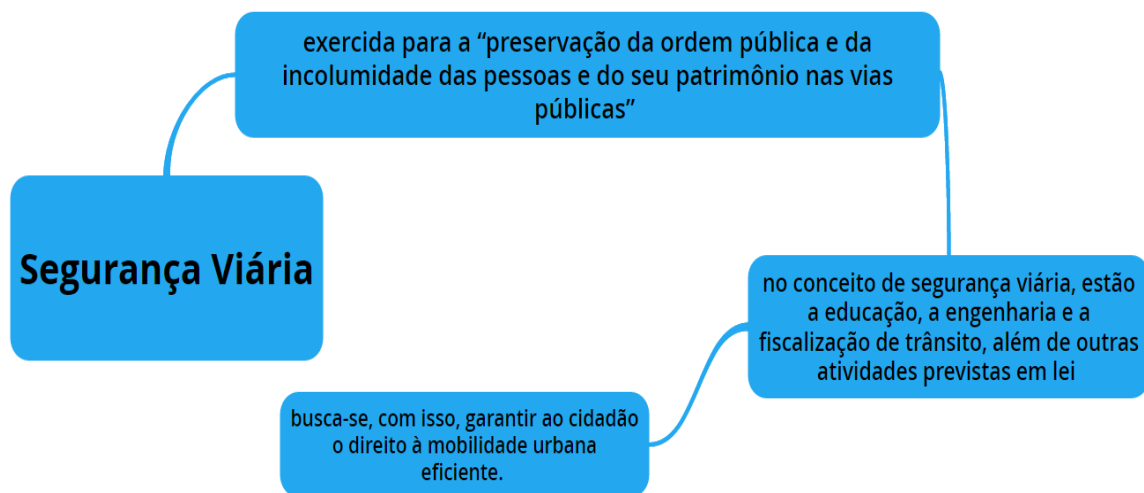 exercida para a “preservação da ordem pública e da
incolumidade das pessoas e do seu patrimônio nas vias
públicas”
Segurança Viária
no conceito de segurança viária, estão
a educação, a engenharia e a
fiscalização de trânsito, além de outras
atividades previstas em lei
busca-se, com isso, garantir ao cidadão
o direito à mobilidade urbana
eficiente.